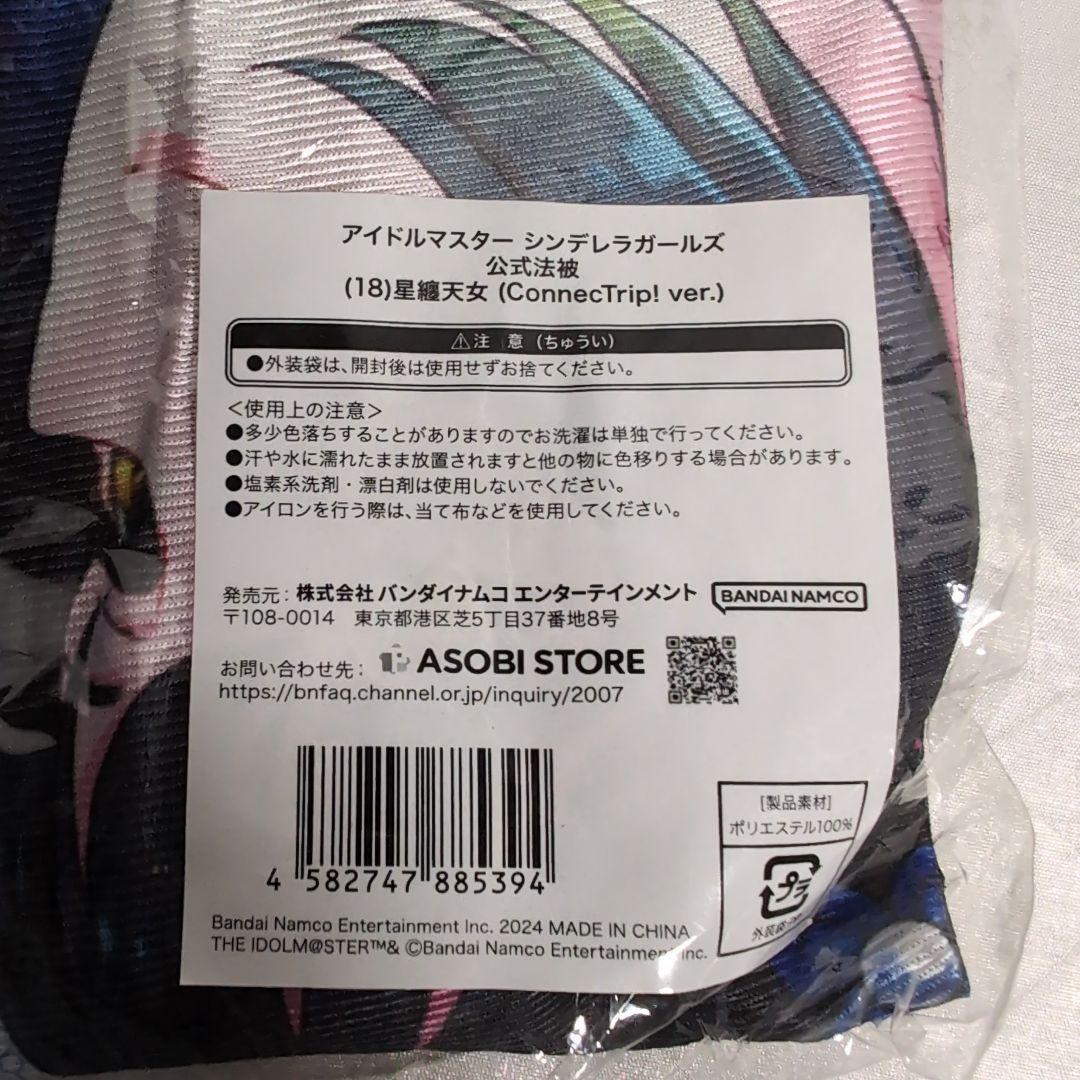 アイドルマスター シンデレラガールズ
公式法被
(18)星纏天女 (ConnecTrip! ver.)
⚠注 意 (ちゅうい)
●外装袋は、開封後は使用せずお捨てください。
＜使用上の注意＞
●多少色落ちすることがありますのでお洗濯は単独で行ってください。
●汗や水に濡れたまま放置されますと他の物に色移りする場合があります。
●塩素系洗剤・漂白剤は使用しないでください。
●アイロンを行う際は、当て布などを使用してください。
発売元：株式会社 バンダイナムコ エンターテインメント BANDAI NAMCO
〒108-0014 東京都港区芝5丁目37番地8号
お問い合わせ先： ASOBI STORE
https://bnfaq.channel.or.jp/inquiry/2007
4 582747 885394
[製品素材]
ポリエステル100%
プラ
外装袋:
Bandai Namco Entertainment Inc. 2024 MADE IN CHINA
THE IDOLM@STER™& ©Bandai Namco Entertainment Inc.